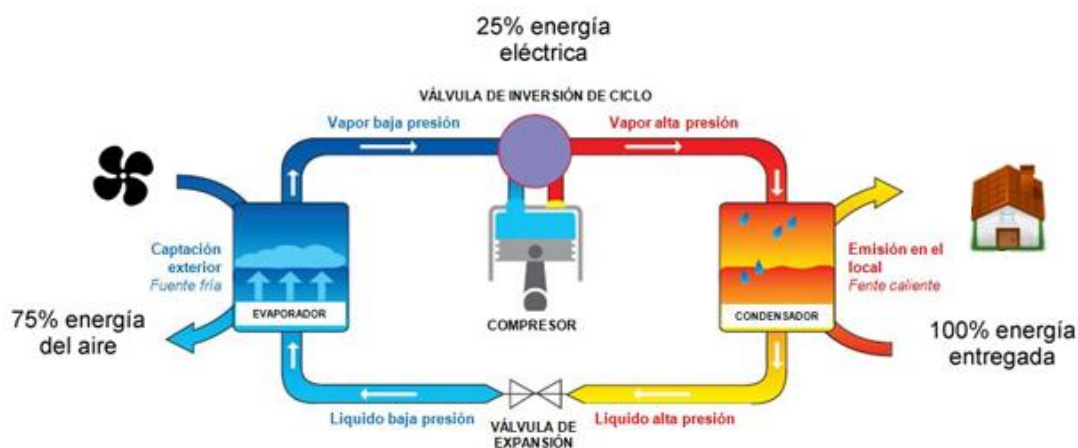 25% energía
eléctrica
VÁLVULA DE INVERSIÓN DE CICLO
Vapor baja presión
Vapor alta presión
Captación
exterior
Fuente fría
EVAPORADOR
75% energía
del aire
COMPRESOR
CONDENSADOR
Emisión en el
local
Fente caliente
100% energía
entregada
Liquido baja presión
VÁLVULA DE
EXPANSIÓN
Liquido alta presión